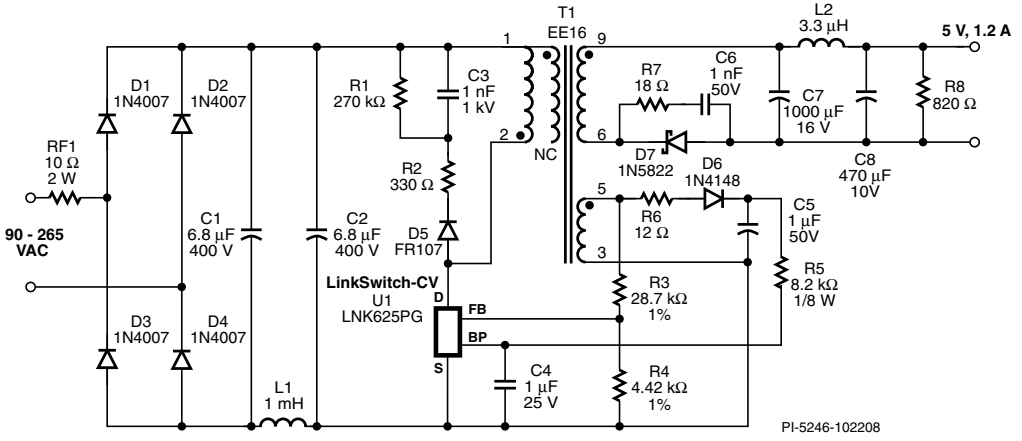 T1
EE16
L2
3.3 µH
5 V, 1.2 A
1
9
D1
1N4007
D2
1N4007
R1
270 kΩ
C3
1 nF
1 kV
R7
18 Ω
C6
1 nF
50V
C7
1000 µF
16 V
R8
820 Ω
2
NC
6
RF1
10 Ω
2 W
R2
330 Ω
D7
1N5822
D6
1N4148
C8
470 µF
10V
5
R6
12 Ω
C5
1 µF
50V
90 - 265
VAC
C1
6.8 µF
400 V
C2
6.8 µF
400 V
D5
FR107
3
R5
8.2 kΩ
1/8 W
LinkSwitch-CV
U1
LNK625PG
D
FB
BP
S
R3
28.7 kΩ
1%
D3
1N4007
D4
1N4007
L1
1 mH
C4
1 µF
25 V
R4
4.42 kΩ
1%
PI-5246-102208